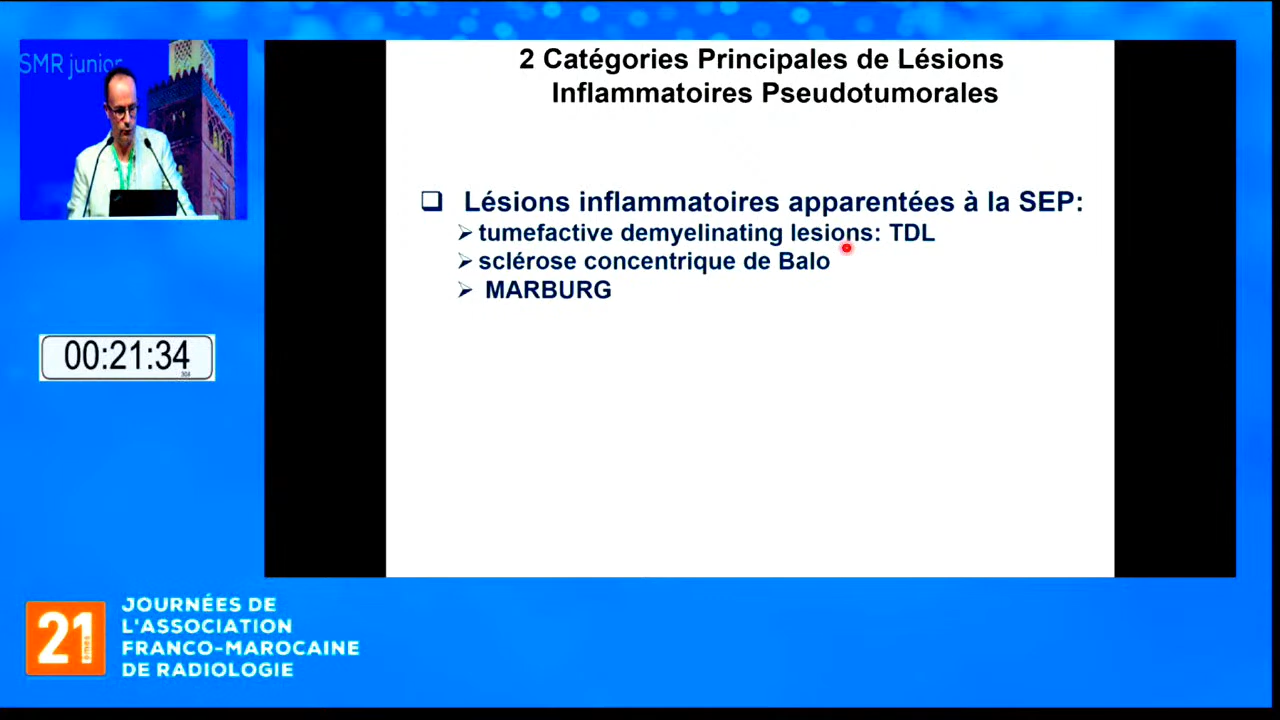 SMR junior
2 Catégories Principales de Lésions
Inflammatoires Pseudotumorales
❑ Lésions inflammatoires apparentées à la SEP:
➢ tumefactive demyelinating lesions: TDL
➢ sclérose concentrique de Balo
➢ MARBURG
00:21:34
21
èmes
JOURNÉES DE
L'ASSOCIATION
FRANCO-MAROCAINE
DE RADIOLOGIE